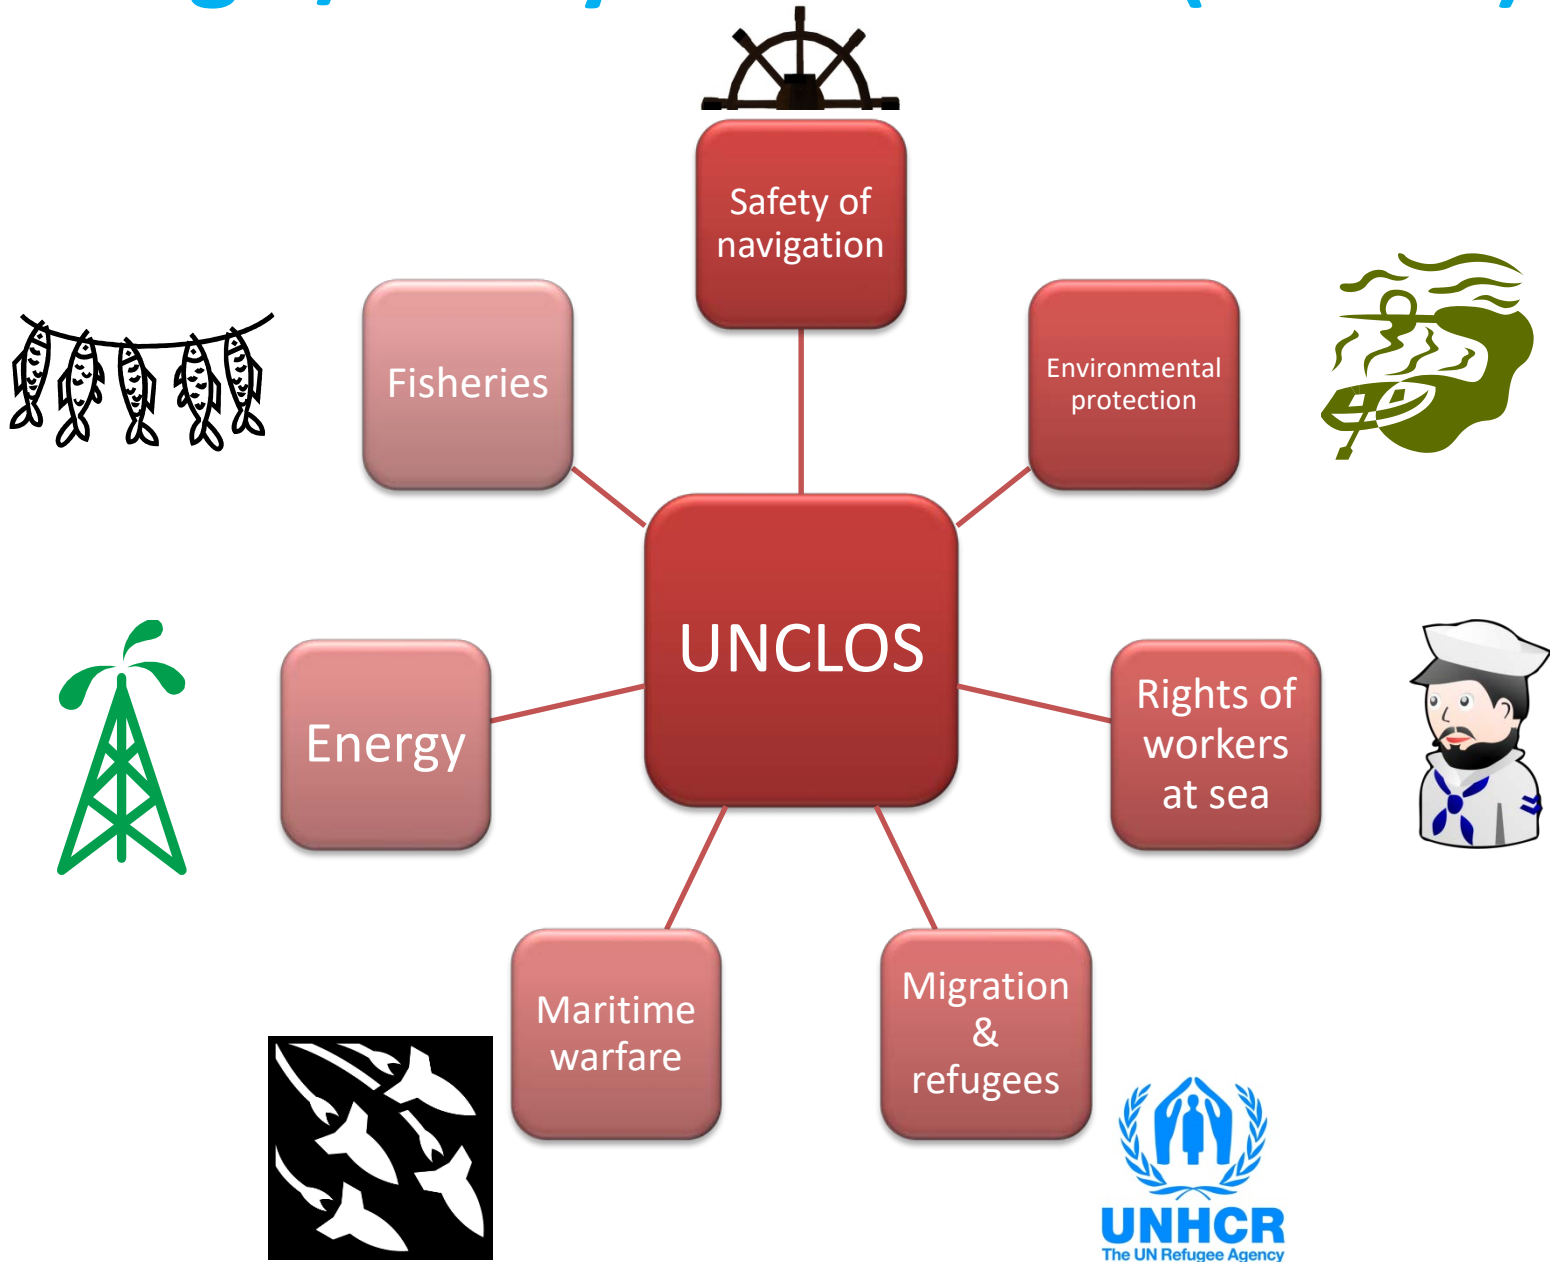 Safety of
navigation
Fisheries
Environmental
protection
UNCLOS
Energy
Rights of
workers
at sea
Maritime
warfare
Migration
&
refugees
UNHCR
The UN Refugee Agency